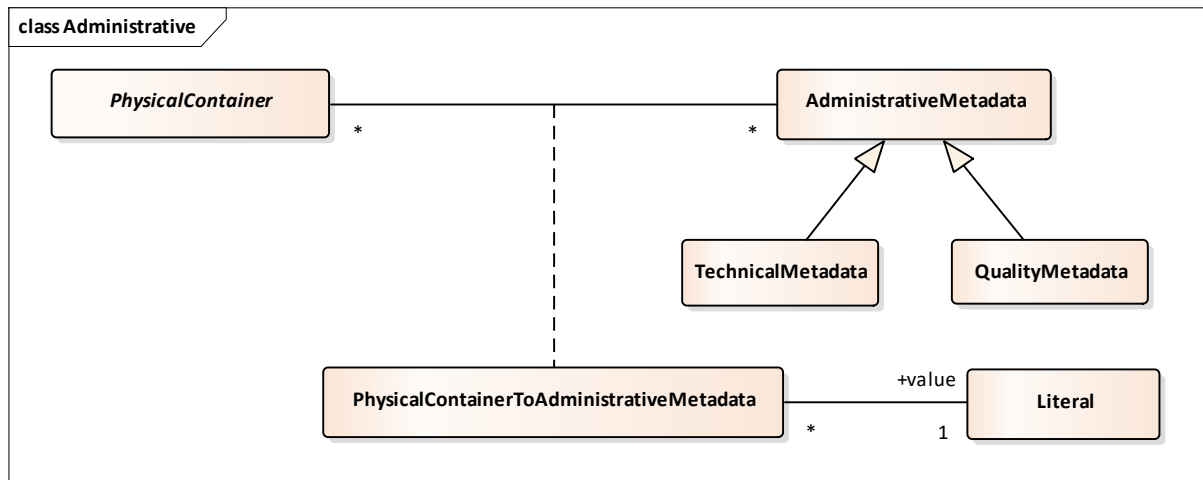 class Administrative
PhysicalContainer
AdministrativeMetadata
*
*
TechnicalMetadata
QualityMetadata
PhysicalContainerToAdministrativeMetadata
+value
Literal
*
1